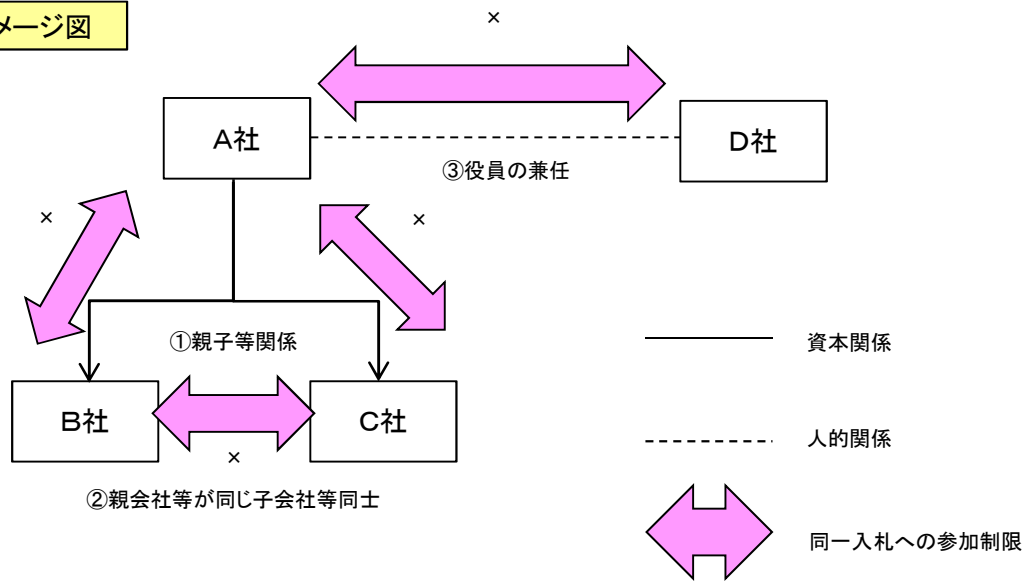 メージ図
×
A社
D社
③役員の兼任
×
×
①親子等関係
資本関係
B社
C社
人的関係
×
②親会社等が同じ子会社等同士
同一入札への参加制限